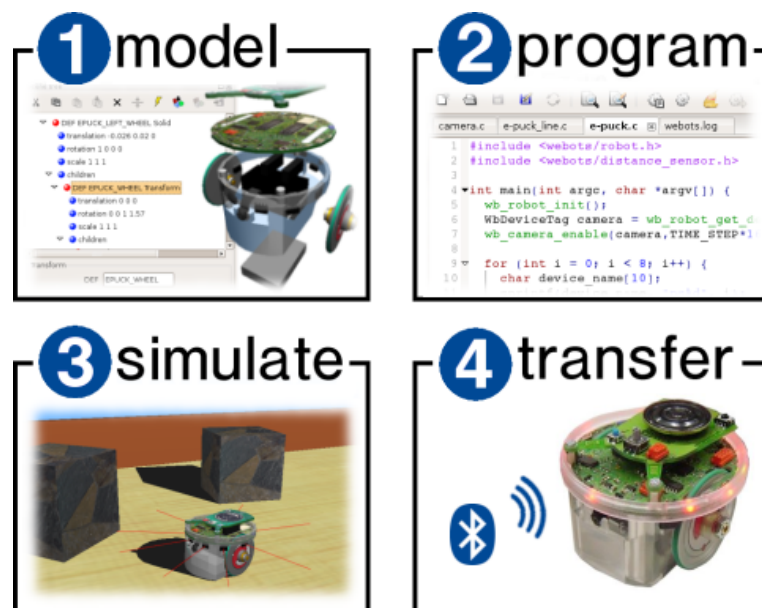 1 model
DEF EPUCK_LEFT_WHEEL Solid
translation -0.026 0.02 0
rotation 1 0 0 0
scale 1 1 1
children
DEF EPUCK_WHEEL Transform
translation 0 0 0
rotation 0 0 1 1.57
scale 1 1 1
children
ransform
DEF EPUCK_WHEEL
2 program
camera.c e-puck_line.c e-puck.c webots.log
1 #include <webots/robot.h>
2 #include <webots/distance_sensor.h>
3
4 int main(int argc, char *argv[]) {
5 wb_robot_init();
6 WbDeviceTag camera = wb_robot_get_d
7 wb_camera_enable(camera,TIME_STEP*1
8
9 for (int i = 0; i < 8; i++) {
10 char device_name[10];
3 simulate
4 transfer